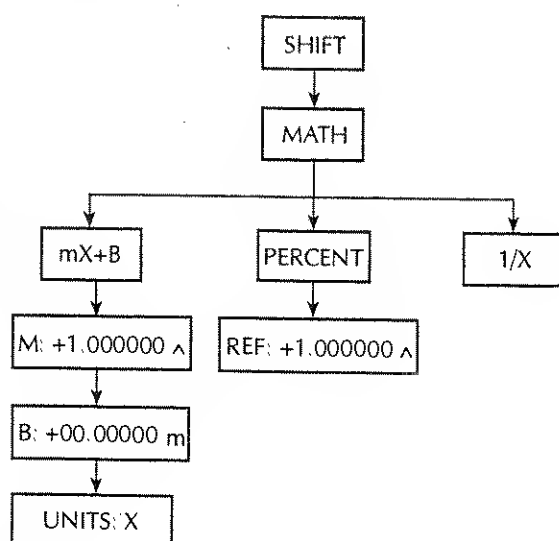 SHIFT
MATH
mX+B
PERCENT
1/X
M: +1.000000 ^
REF: +1.000000 ^
B: +00.00000 m
UNITS: X